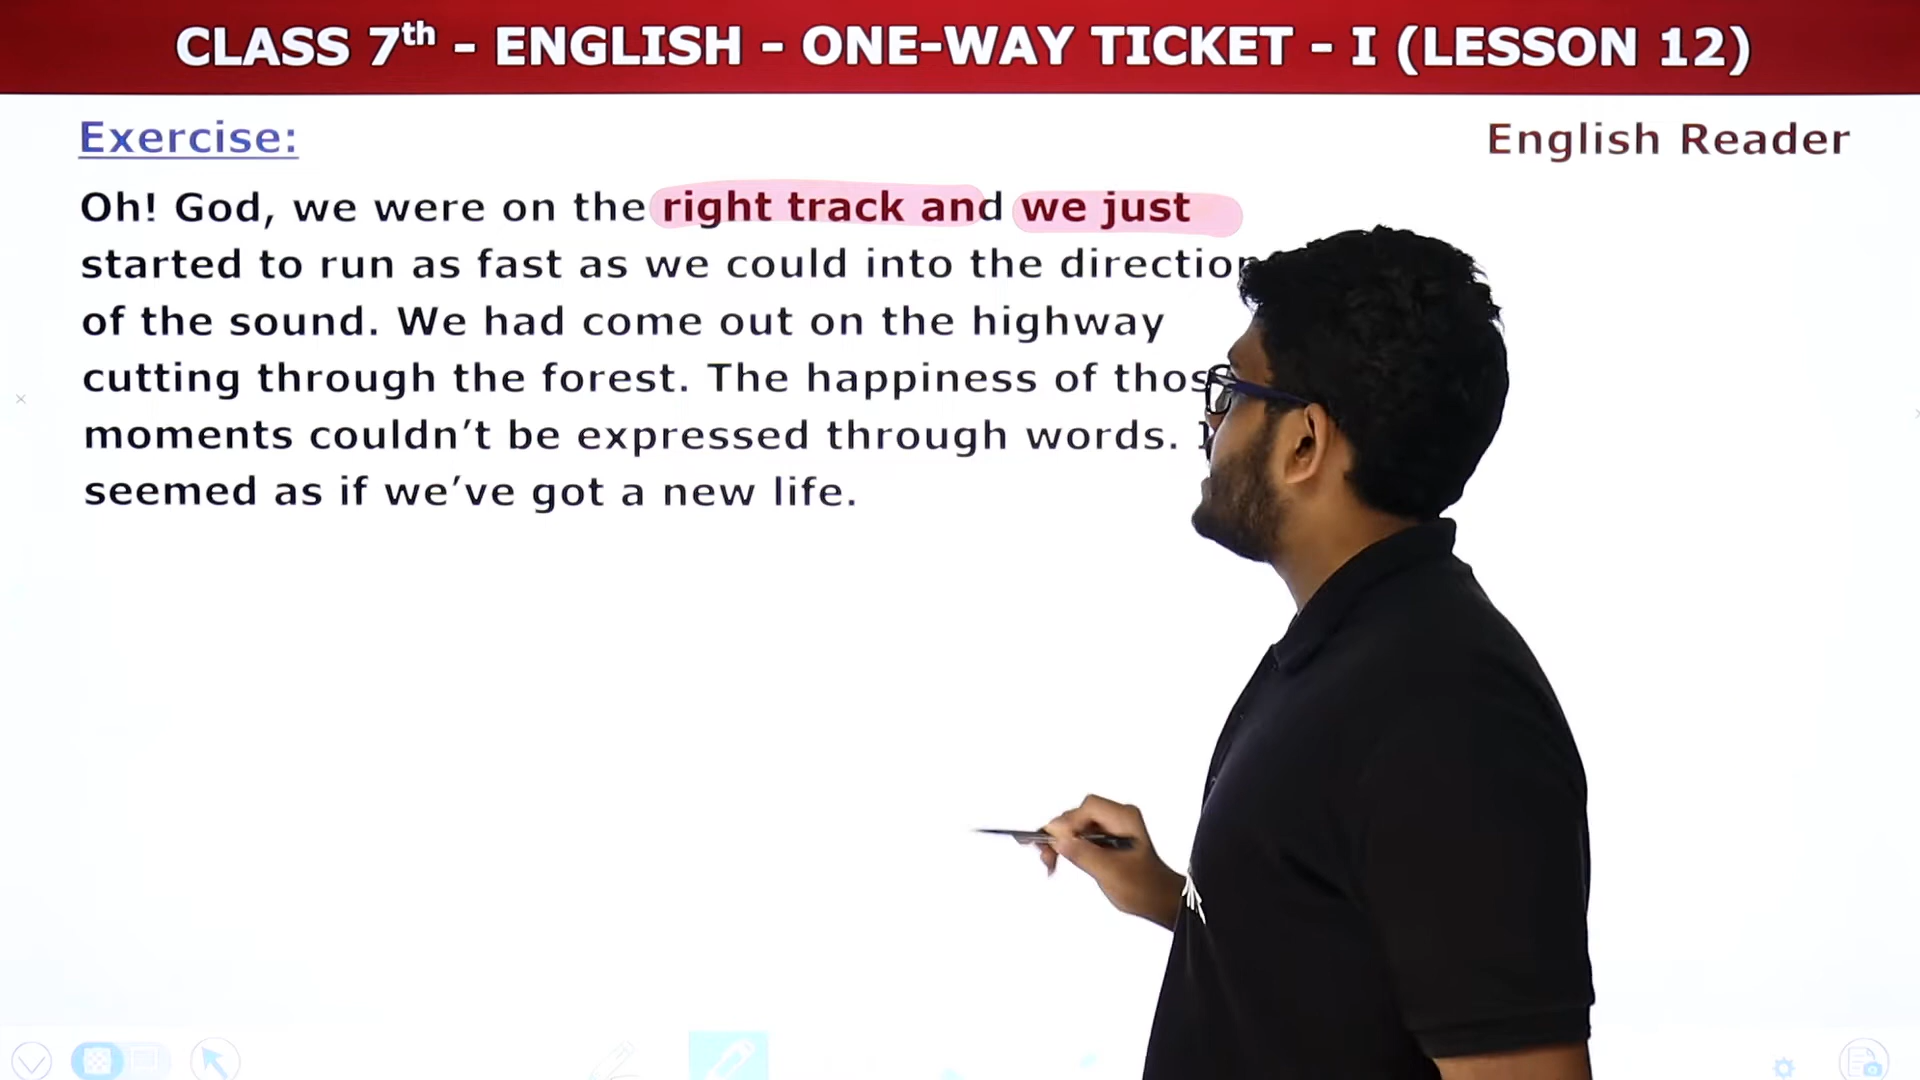 CLASS 7th - ENGLISH - ONE-WAY TICKET - I (LESSON 12)
Exercise:
English Reader
Oh! God, we were on the right track and we just
started to run as fast as we could into the direction
of the sound. We had come out on the highway
cutting through the forest. The happiness of
moments couldn’t be expressed through words.
seemed as if we’ve got a new life.